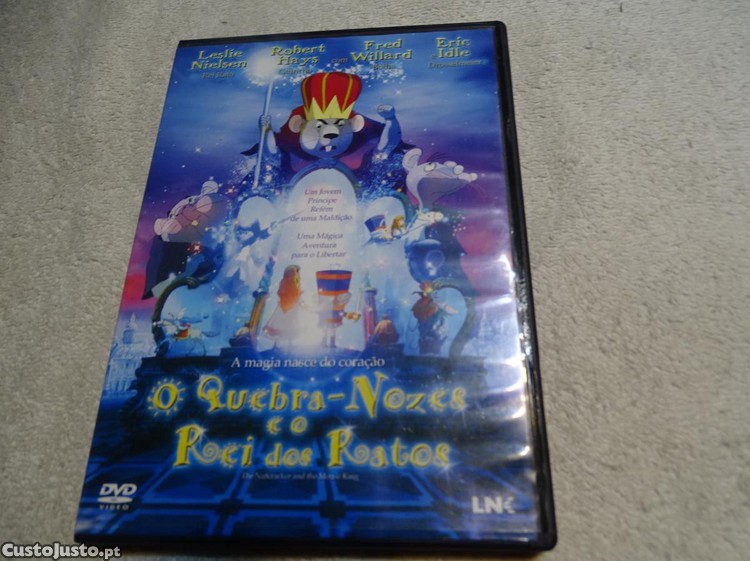 Leslie Nielsen
Robert Hays
com
Fred Willard
e
Eric Idle
Um Jovem
Príncipe
Refém
de uma Maldição
Uma Mágica
Aventura
para o Libertar
A magia nasce do coração
O Quebra-Nozes
e o
Rei dos Ratos
The Nutcracker and the Mouse King
DVD
VIDEO
LNK
CustoJusto.pt